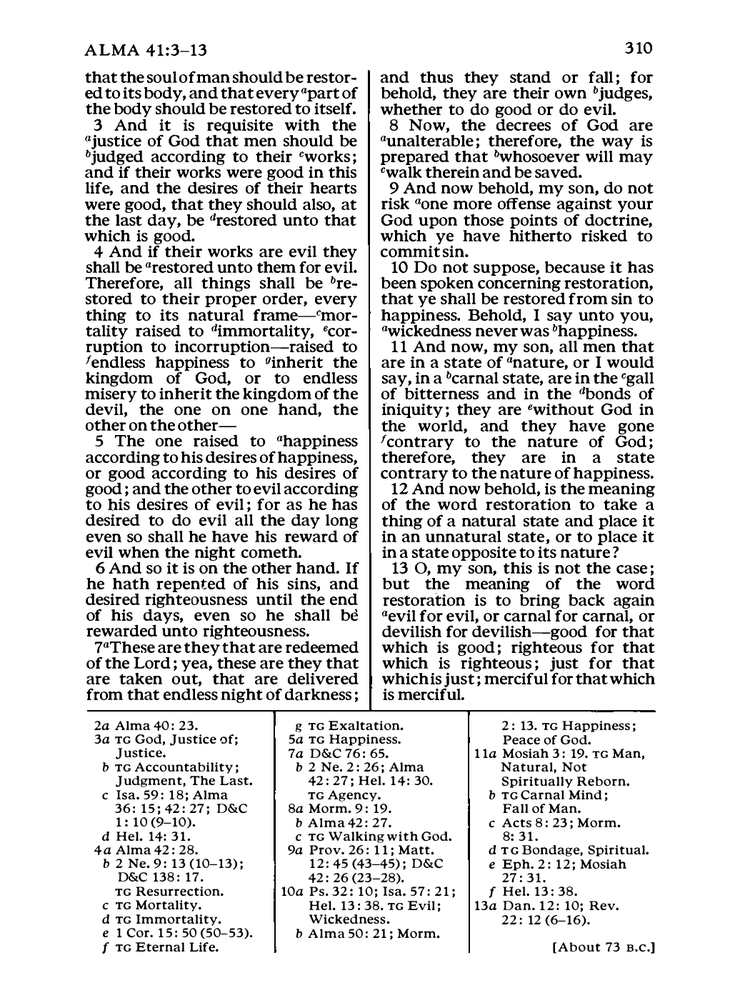 ALMA 41:3–13
310
that the soul of man should be restor-
ed to its body, and that every ᵃpart of
the body should be restored to itself.
3 And it is requisite with the
ᵃjustice of God that men should be
ᵇjudged according to their ᶜworks;
and if their works were good in this
life, and the desires of their hearts
were good, that they should also, at
the last day, be ᵈrestored unto that
which is good.
4 And if their works are evil they
shall be ᵃrestored unto them for evil.
Therefore, all things shall be ᵇre-
stored to their proper order, every
thing to its natural frame—ᶜmor-
tality raised to ᵈimmortality, ᵉcor-
ruption to incorruption—raised to
ᶠendless happiness to ᵍinherit the
kingdom of God, or to endless
misery to inherit the kingdom of the
devil, the one on one hand, the
other on the other—
5 The one raised to ᵃhappiness
according to his desires of happiness,
or good according to his desires of
good; and the other to evil according
to his desires of evil; for as he has
desired to do evil all the day long
even so shall he have his reward of
evil when the night cometh.
6 And so it is on the other hand. If
he hath repented of his sins, and
desired righteousness until the end
of his days, even so he shall be
rewarded unto righteousness.
7 ᵃThese are they that are redeemed
of the Lord; yea, these are they that
are taken out, that are delivered
from that endless night of darkness;
and thus they stand or fall; for
behold, they are their own ᵇjudges,
whether to do good or do evil.
8 Now, the decrees of God are
ᵃunalterable; therefore, the way is
prepared that ᵇwhosoever will may
ᶜwalk therein and be saved.
9 And now behold, my son, do not
risk ᵃone more offense against your
God upon those points of doctrine,
which ye have hitherto risked to
commit sin.
10 Do not suppose, because it has
been spoken concerning restoration,
that ye shall be restored from sin to
happiness. Behold, I say unto you,
ᵃwickedness never was ᵇhappiness.
11 And now, my son, all men that
are in a state of ᵃnature, or I would
say, in a ᵇcarnal state, are in the ᶜgall
of bitterness and in the ᵈbonds of
iniquity; they are ᵉwithout God in
the world, and they have gone
ᶠcontrary to the nature of God;
therefore, they are in a state
contrary to the nature of happiness.
12 And now behold, is the meaning
of the word restoration to take a
thing of a natural state and place it
in an unnatural state, or to place it
in a state opposite to its nature?
13 O, my son, this is not the case;
but the meaning of the word
restoration is to bring back again
ᵃevil for evil, or carnal for carnal, or
devilish for devilish—good for that
which is good; righteous for that
which is righteous; just for that
which is just; merciful for that which
is merciful.
2a Alma 40: 23.
3a TG God, Justice of;
Justice.
b TG Accountability;
Judgment, The Last.
c Isa. 59: 18; Alma
36: 15; 42: 27; D&C
1: 10 (9–10).
d Hel. 14: 31.
4a Alma 42: 28.
b 2 Ne. 9: 13 (10–13);
D&C 138: 17.
TG Resurrection.
c TG Mortality.
d TG Immortality.
e 1 Cor. 15: 50 (50–53).
f TG Eternal Life.
g TG Exaltation.
5a TG Happiness.
7a D&C 76: 65.
b 2 Ne. 2: 26; Alma
42: 27; Hel. 14: 30.
TG Agency.
8a Morm. 9: 19.
b Alma 42: 27.
c TG Walking with God.
9a Prov. 26: 11; Matt.
12: 45 (43–45); D&C
42: 26 (23–28).
10a Ps. 32: 10; Isa. 57: 21;
Hel. 13: 38. TG Evil;
Wickedness.
b Alma 50: 21; Morm.
2: 13. TG Happiness;
Peace of God.
11a Mosiah 3: 19. TG Man,
Natural, Not
Spiritually Reborn.
b TG Carnal Mind;
Fall of Man.
c Acts 8: 23; Morm.
8: 31.
d TG Bondage, Spiritual.
e Eph. 2: 12; Mosiah
27: 31.
f Hel. 13: 38.
13a Dan. 12: 10; Rev.
22: 12 (6–16).
[About 73 B.C.]